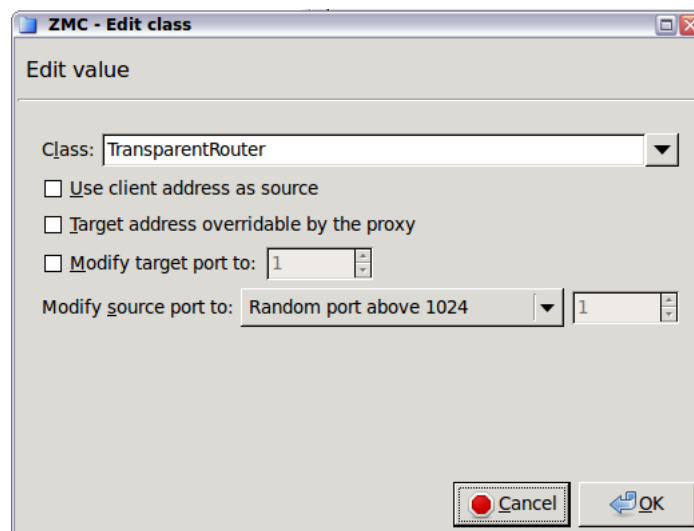 ZMC - Edit class
Edit value
Class: TransparentRouter
Use client address as source
Target address overridable by the proxy
Modify target port to: 1
Modify source port to: Random port above 1024 1
Cancel OK